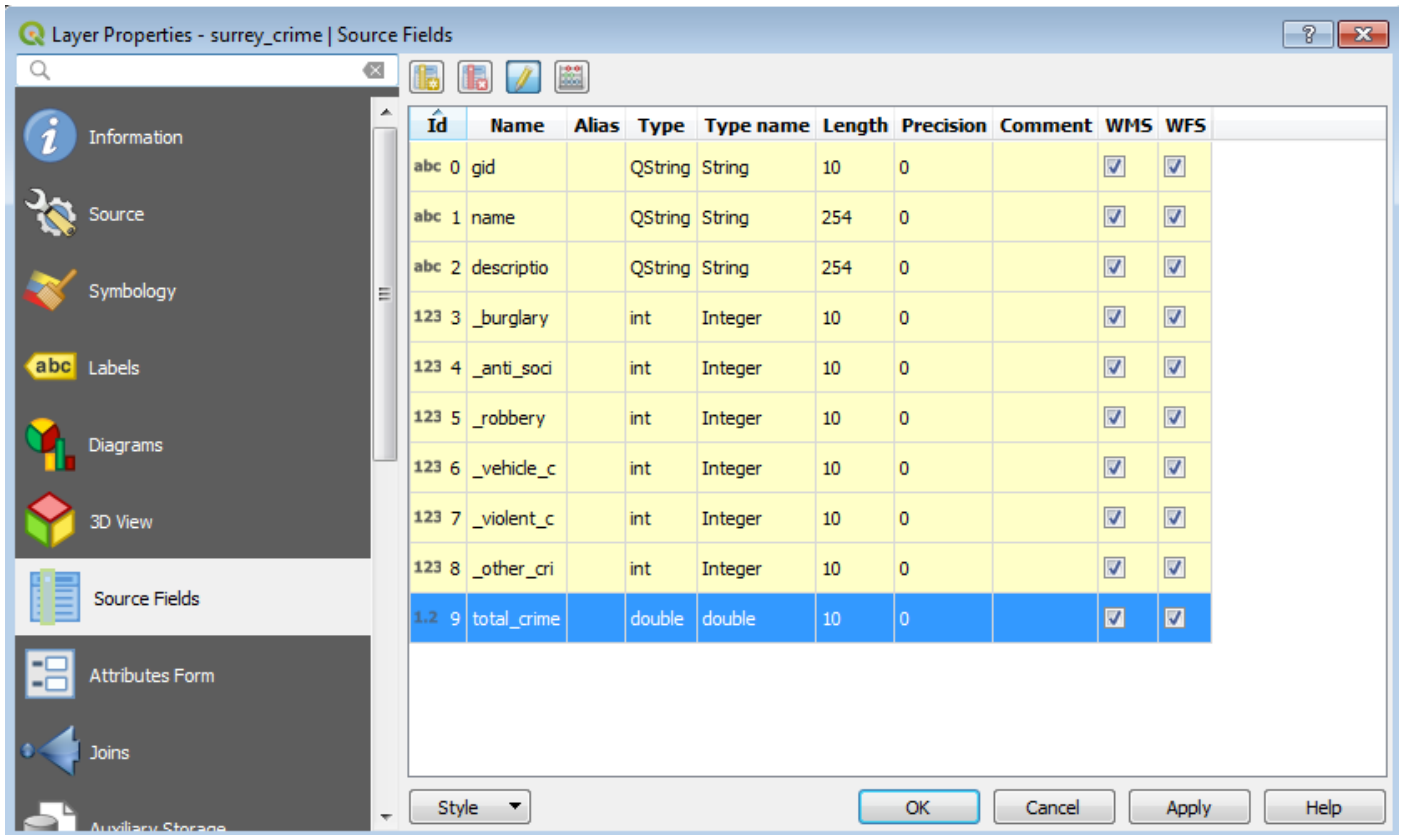 Layer Properties - surrey_crime | Source Fields
Information
Source
Symbology
abc Labels
Diagrams
3D View
Source Fields
Attributes Form
Joins
Auxiliary Storage
Id Name Alias Type Type name Length Precision Comment WMS WFS
abc 0 gid QString String 10 0
abc 1 name QString String 254 0
abc 2 descriptio QString String 254 0
123 3 _burglary int Integer 10 0
123 4 _anti_soci int Integer 10 0
123 5 _robbery int Integer 10 0
123 6 _vehicle_c int Integer 10 0
123 7 _violent_c int Integer 10 0
123 8 _other_cri int Integer 10 0
1.2 9 total_crime double double 10 0
Style OK Cancel Apply Help